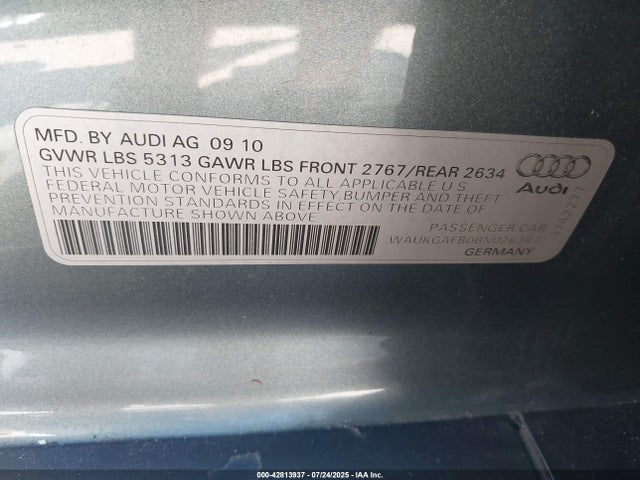 MFD. BY AUDI AG 09 10
GVWR LBS 5313 GAWR LBS FRONT 2767/REAR 2634
THIS VEHICLE CONFORMS TO ALL APPLICABLE U S
FEDERAL MOTOR VEHICLE SAFETY, BUMPER AND THEFT
PREVENTION STANDARDS IN EFFECT ON THE DATE OF
MANUFACTURE SHOWN ABOVE
PASSENGER CAR
WAUKGAFB0BN026247
GERMANY
Audi
9742277
000-42813937 - 07/24/2025 - IAA Inc.